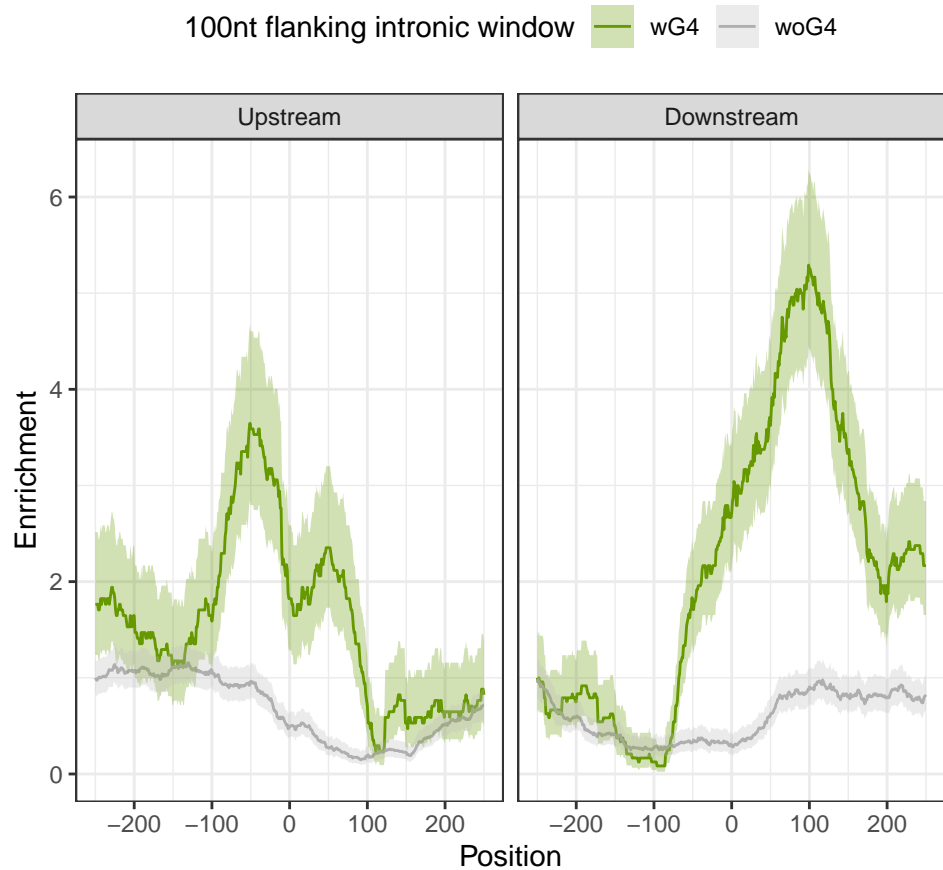 100nt flanking intronic window wG4 woG4
Upstream Downstream
6
4
2
0
Enrrichment
−200 −100 0 100 200 −200 −100 0 100 200
Position